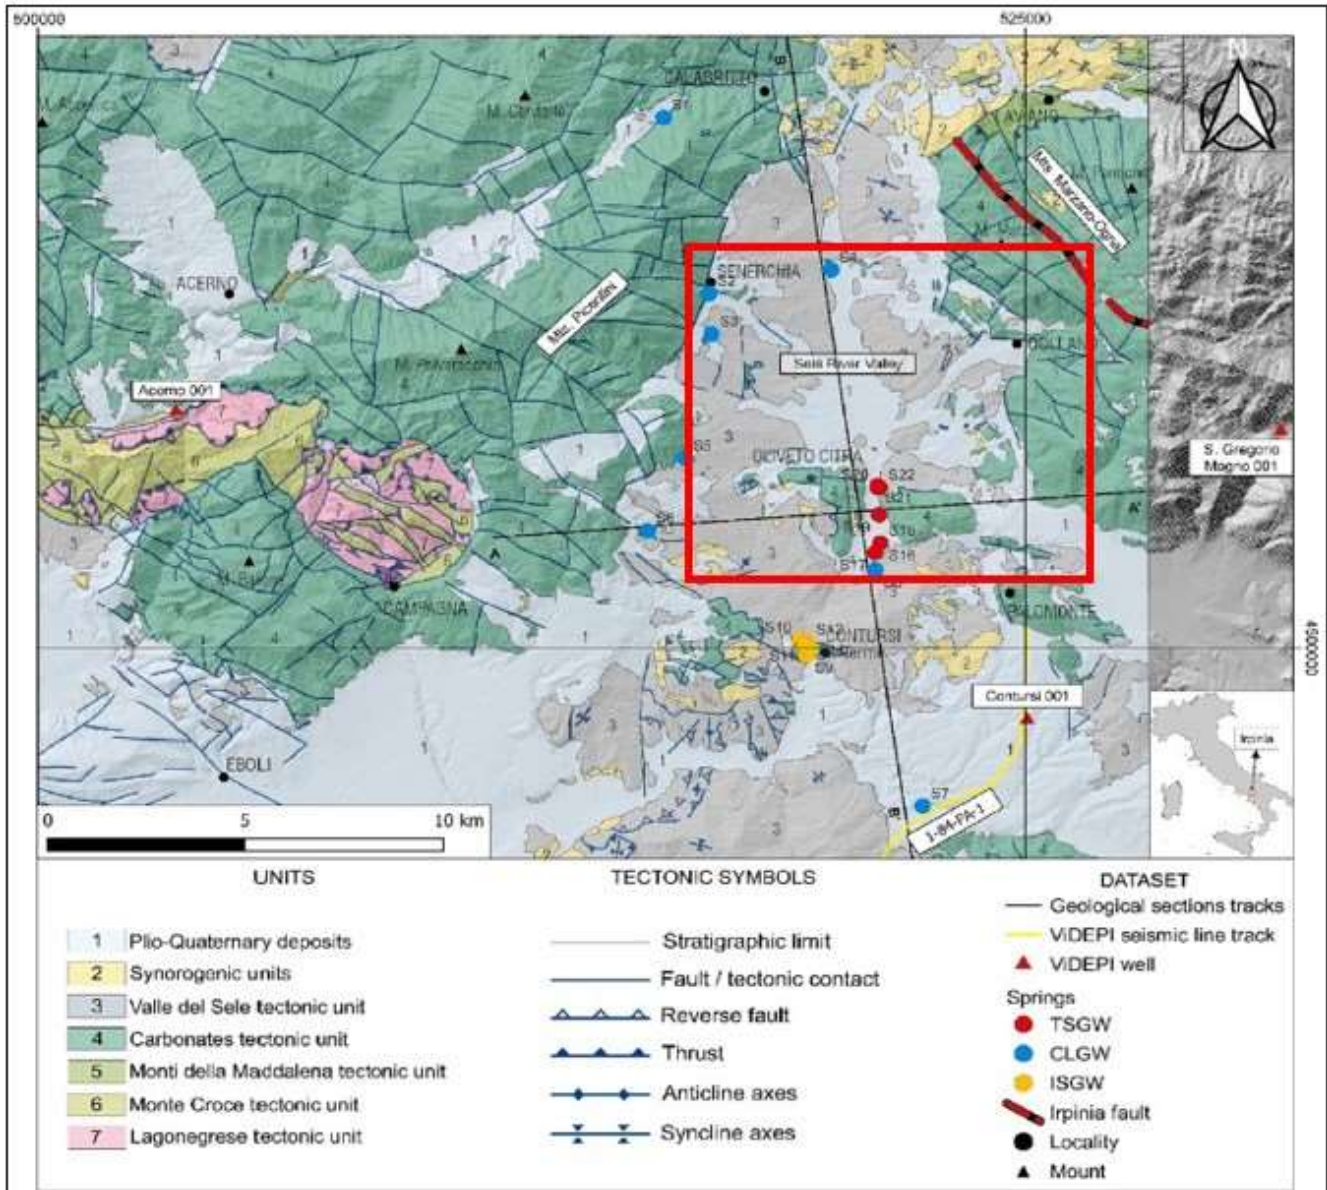 500000
525000
N
CALABRITTO
S1
M. Cervialto
Mts. Marzano-Ogna
SENERCHIA
S2
S3
S4
ACERNO
Mts. Picentini
Sele River Valley
Acerno 001
S. Gregorio
Magno 001
S5
OLIVETO CITRA
S20
S22
S21
S18
S16
S17
A
A'
CAMPAGNA
PALOMONTE
S10
S12
CONTURSI
Terme
S11
S9
4500000
Contursi 001
Irpinia
EBOLI
S7
B'
1-84-PA-1
0 5 10 km
UNITS
1 Plio-Quaternary deposits
2 Synorogenic units
3 Valle del Sele tectonic unit
4 Carbonates tectonic unit
5 Monti della Maddalena tectonic unit
6 Monte Croce tectonic unit
7 Lagonegrese tectonic unit
TECTONIC SYMBOLS
Stratigraphic limit
Fault / tectonic contact
Reverse fault
Thrust
Anticline axes
Syncline axes
DATASET
Geological sections tracks
ViDEPI seismic line track
ViDEPI well
Springs
TSGW
CLGW
ISGW
Irpinia fault
Locality
Mount